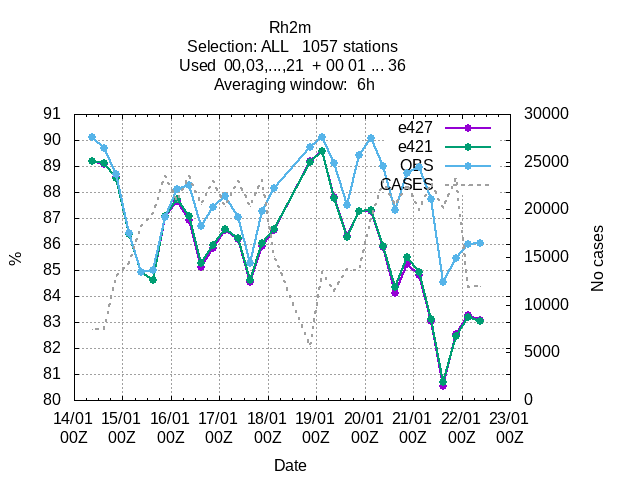 Rh2m
Selection: ALL 1057 stations
Used 00,03,...,21 + 00 01 ... 36
Averaging window: 6h
91
90
89
88
87
86
85
84
83
82
81
80
%
30000
25000
20000
15000
10000
5000
0
No cases
e427
e421
OBS
CASES
14/01 15/01 16/01 17/01 18/01 19/01 20/01 21/01 22/01 23/01
00Z 00Z 00Z 00Z 00Z 00Z 00Z 00Z 00Z 00Z
Date